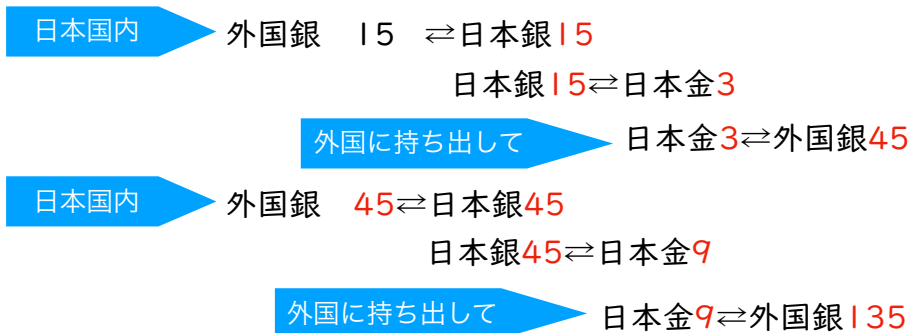 日本国内 外国銀　15　⇄日本銀15
日本銀15⇄日本金3
外国に持ち出して 日本金3⇄外国銀45
日本国内 外国銀　45⇄日本銀45
日本銀45⇄日本金9
外国に持ち出して 日本金9⇄外国銀135